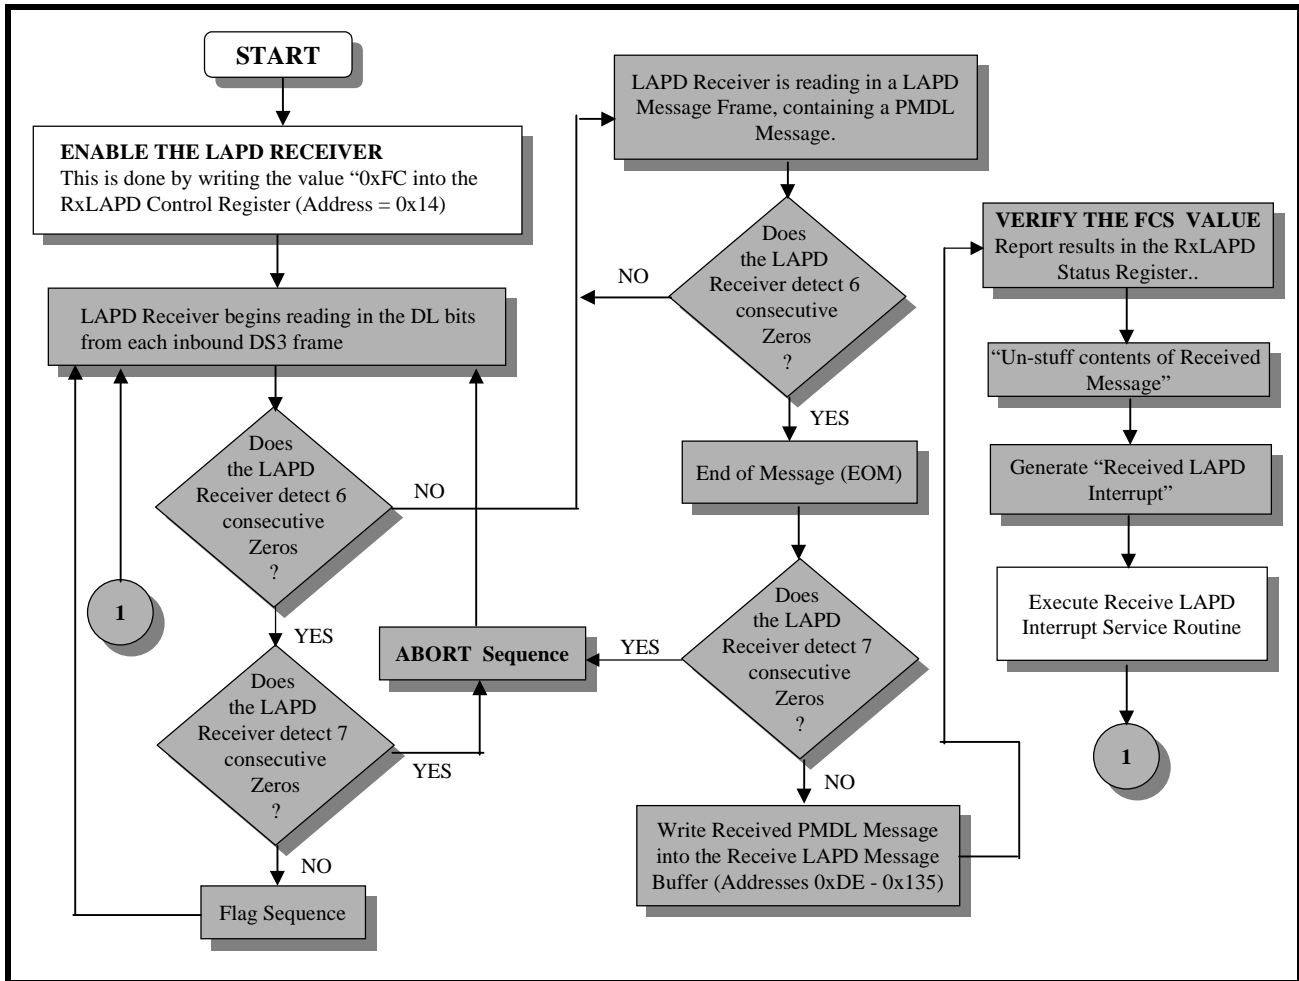 START
ENABLE THE LAPD RECEIVER
This is done by writing the value “0xFC into the
RxLAPD Control Register (Address = 0x14)
LAPD Receiver begins reading in the DL bits
from each inbound DS3 frame
Does
the LAPD
Receiver detect 6
consecutive
Zeros
?
NO
YES
1
Does
the LAPD
Receiver detect 7
consecutive
Zeros
?
YES
NO
Flag Sequence
ABORT Sequence
LAPD Receiver is reading in a LAPD
Message Frame, containing a PMDL
Message.
Does
the LAPD
Receiver detect 6
consecutive
Zeros
?
NO
YES
End of Message (EOM)
Does
the LAPD
Receiver detect 7
consecutive
Zeros
?
YES
NO
Write Received PMDL Message
into the Receive LAPD Message
Buffer (Addresses 0xDE - 0x135)
VERIFY THE FCS VALUE
Report results in the RxLAPD
Status Register..
“Un-stuff contents of Received
Message”
Generate “Received LAPD
Interrupt”
Execute Receive LAPD
Interrupt Service Routine
1